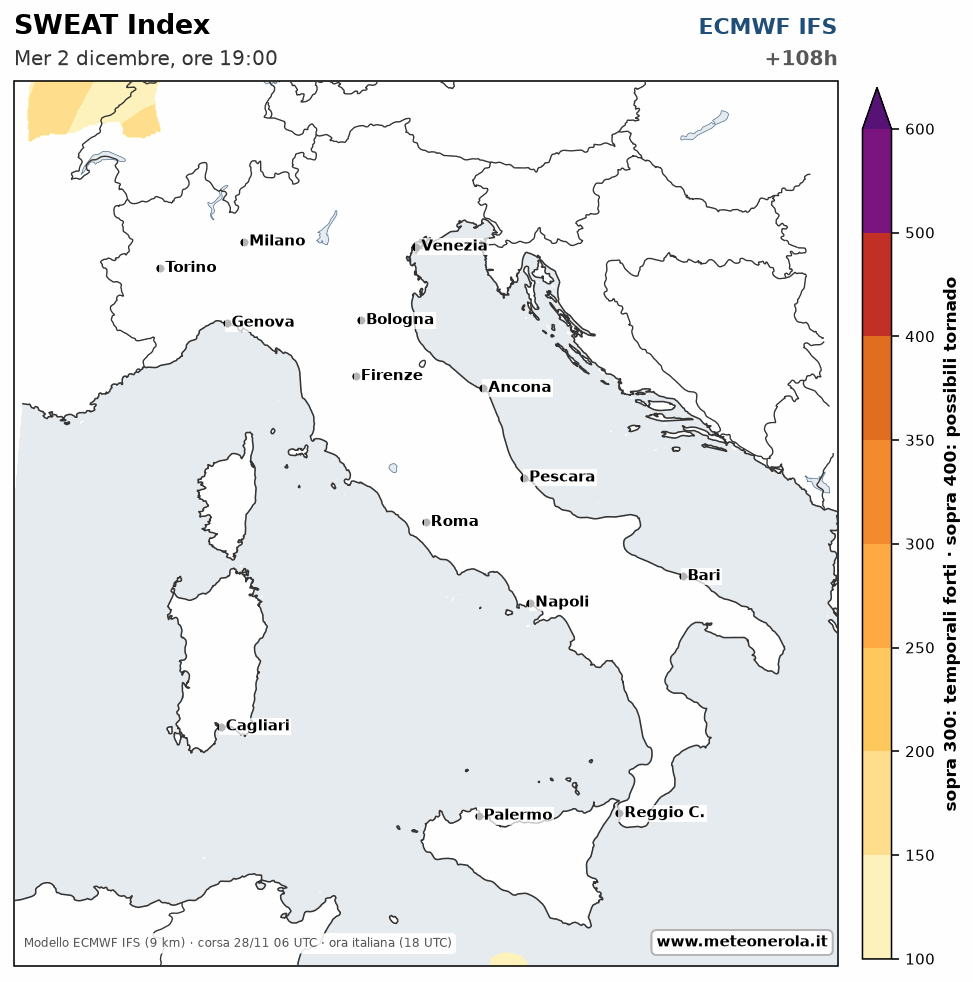 SWEAT Index
ECMWF IFS
Mer 2 dicembre, ore 19:00
+108h
600
500
400
350
300
250
200
150
100
sopra 300: temporali forti · sopra 400: possibili tornado
Milano
Venezia
Torino
Genova
Bologna
Firenze
Ancona
Pescara
Roma
Bari
Napoli
Cagliari
Palermo
Reggio C.
Modello ECMWF IFS (9 km) · corsa 28/11 06 UTC · ora italiana (18 UTC)
www.meteonerola.it